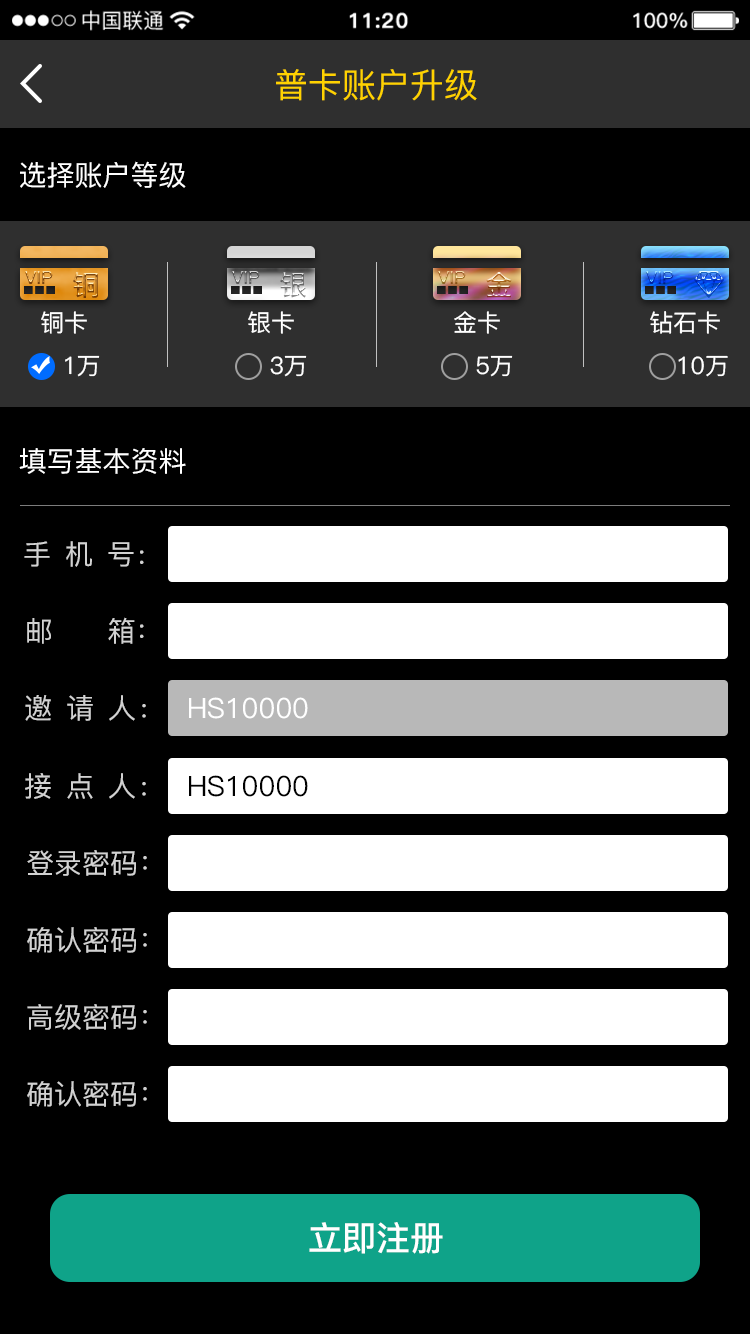 中国联通 11:20 100%
普卡账户升级
选择账户等级
VIP 铜 VIP 银 VIP 金 VIP
铜卡 银卡 金卡 钻石卡
1万 3万 5万 10万
填写基本资料
手机号：
邮箱：
邀请人： HS10000
接点人： HS10000
登录密码：
确认密码：
高级密码：
确认密码：
立即注册